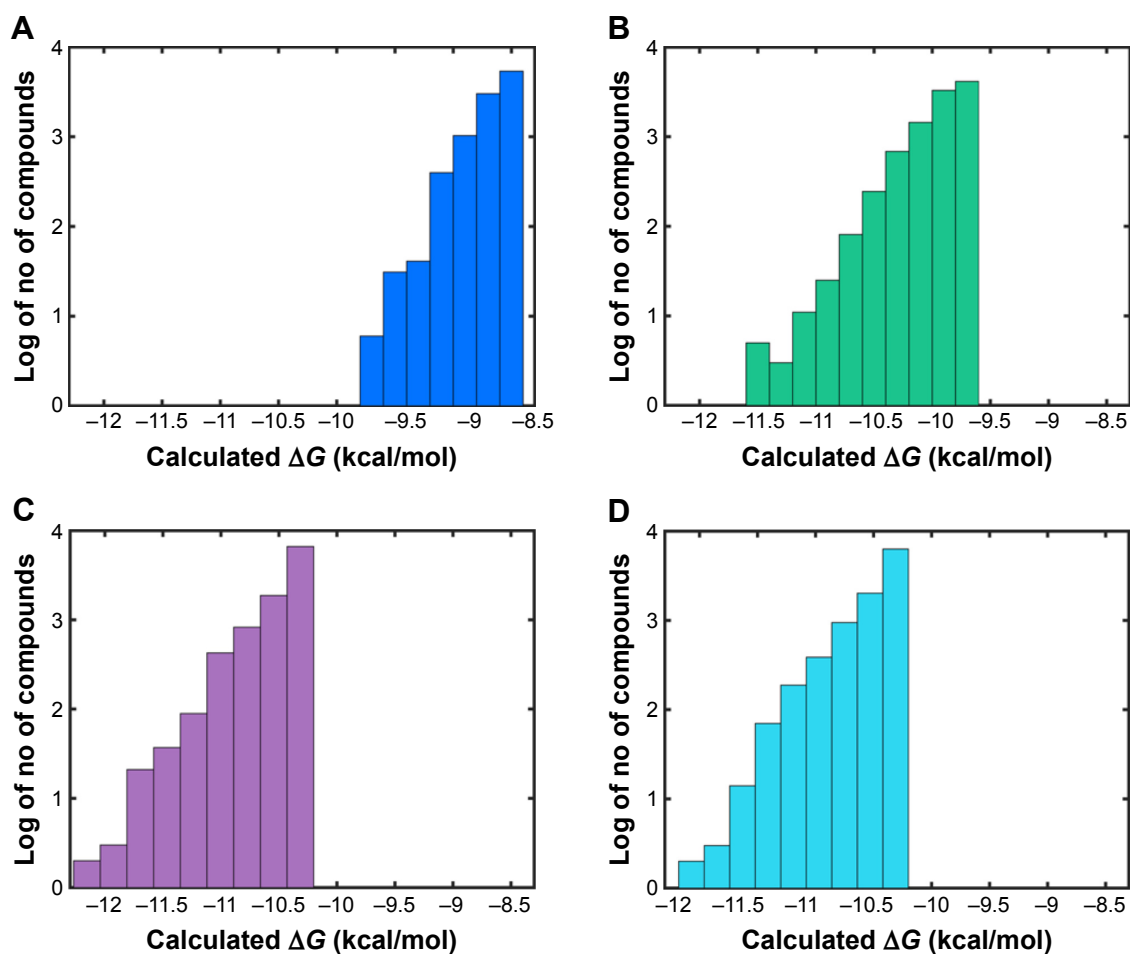 A
4
3
2
1
0
Log of no of compounds
–12 –11.5 –11 –10.5 –10 –9.5 –9 –8.5
Calculated ΔG (kcal/mol)
B
4
3
2
1
0
Log of no of compounds
–12 –11.5 –11 –10.5 –10 –9.5 –9 –8.5
Calculated ΔG (kcal/mol)
C
4
3
2
1
0
Log of no of compounds
–12 –11.5 –11 –10.5 –10 –9.5 –9 –8.5
Calculated ΔG (kcal/mol)
D
4
3
2
1
0
Log of no of compounds
–12 –11.5 –11 –10.5 –10 –9.5 –9 –8.5
Calculated ΔG (kcal/mol)